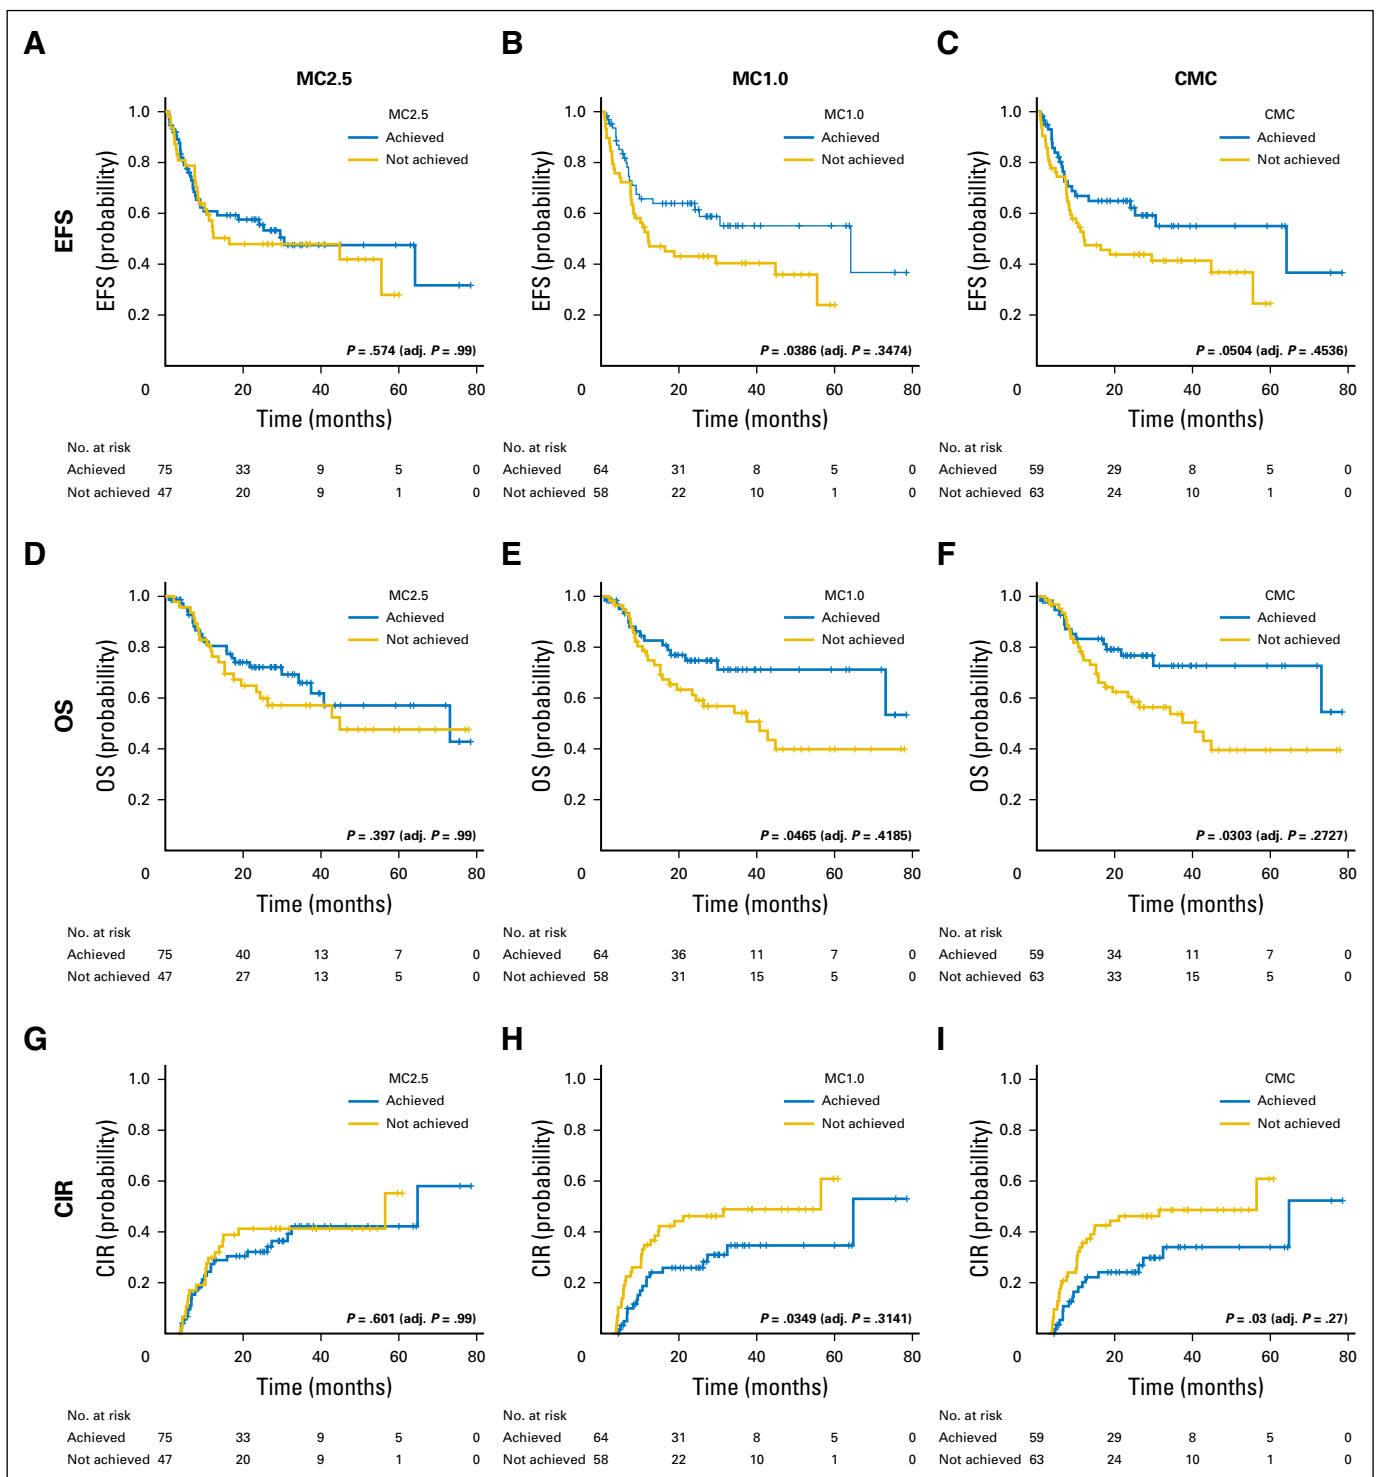 A
B
C
MC2.5
MC1.0
CMC
EFS
EFS (probabillity)
1.0
0.8
0.6
0.4
0.2
MC2.5
Achieved
Not achieved
P = .574 (adj. P = .99)
0 20 40 60 80
Time (months)
No. at risk
Achieved 75 33 9 5 0
Not achieved 47 20 9 1 0
EFS (probabillity)
1.0
0.8
0.6
0.4
0.2
MC1.0
Achieved
Not achieved
P = .0386 (adj. P = .3474)
0 20 40 60 80
Time (months)
No. at risk
Achieved 64 31 8 5 0
Not achieved 58 22 10 1 0
EFS (probabillity)
1.0
0.8
0.6
0.4
0.2
CMC
Achieved
Not achieved
P = .0504 (adj. P = .4536)
0 20 40 60 80
Time (months)
No. at risk
Achieved 59 29 8 5 0
Not achieved 63 24 10 1 0
D
E
F
OS
OS (probabillity)
1.0
0.8
0.6
0.4
0.2
MC2.5
Achieved
Not achieved
P = .397 (adj. P = .99)
0 20 40 60 80
Time (months)
No. at risk
Achieved 75 40 13 7 0
Not achieved 47 27 13 5 0
OS (probabillity)
1.0
0.8
0.6
0.4
0.2
MC1.0
Achieved
Not achieved
P = .0465 (adj. P = .4185)
0 20 40 60 80
Time (months)
No. at risk
Achieved 64 36 11 7 0
Not achieved 58 31 15 5 0
OS (probabillity)
1.0
0.8
0.6
0.4
0.2
CMC
Achieved
Not achieved
P = .0303 (adj. P = .2727)
0 20 40 60 80
Time (months)
No. at risk
Achieved 59 34 11 7 0
Not achieved 63 33 15 5 0
G
H
I
CIR
CIR (probabillity)
1.0
0.8
0.6
0.4
0.2
MC2.5
Achieved
Not achieved
P = .601 (adj. P = .99)
0 20 40 60 80
Time (months)
No. at risk
Achieved 75 33 9 5 0
Not achieved 47 20 9 1 0
CIR (probabillity)
1.0
0.8
0.6
0.4
0.2
MC1.0
Achieved
Not achieved
P = .0349 (adj. P = .3141)
0 20 40 60 80
Time (months)
No. at risk
Achieved 64 31 8 5 0
Not achieved 58 22 10 1 0
CIR (probabillity)
1.0
0.8
0.6
0.4
0.2
CMC
Achieved
Not achieved
P = .03 (adj. P = .27)
0 20 40 60 80
Time (months)
No. at risk
Achieved 59 29 8 5 0
Not achieved 63 24 10 1 0